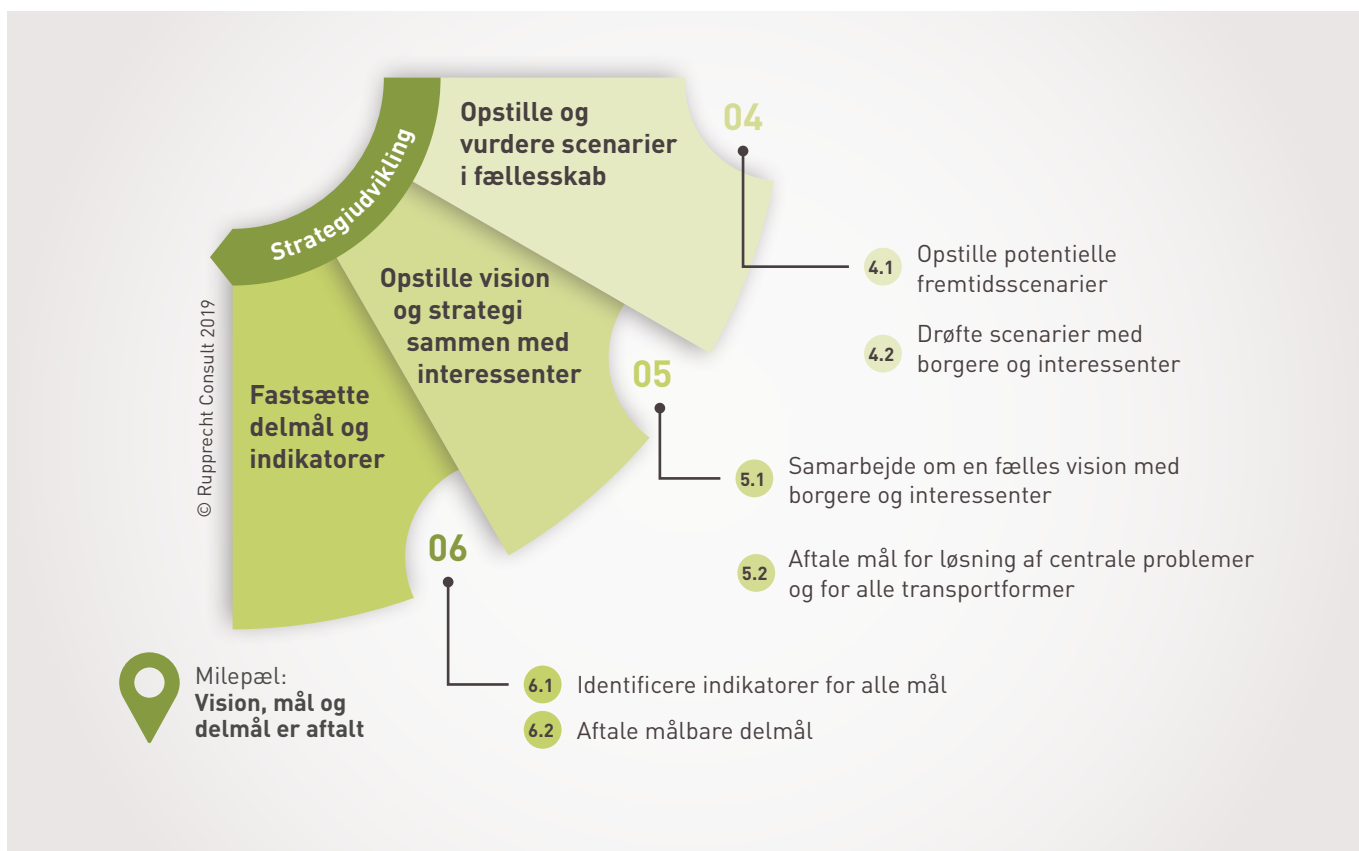 Strategiudvikling
Opstille og
vurdere scenarier
i fællesskab
04
4.1
Opstille potentielle
fremtidsscenarier
4.2
Drøfte scenarier med
borgere og interessenter
Opstille vision
og strategi
sammen med
interessenter
05
5.1
Samarbejde om en fælles vision med
borgere og interessenter
5.2
Aftale mål for løsning af centrale problemer
og for alle transportformer
Fastsætte
delmål og
indikatorer
06
6.1
Identificere indikatorer for alle mål
6.2
Aftale målbare delmål
Milepæl:
Vision, mål og
delmål er aftalt
© Rupprecht Consult 2019